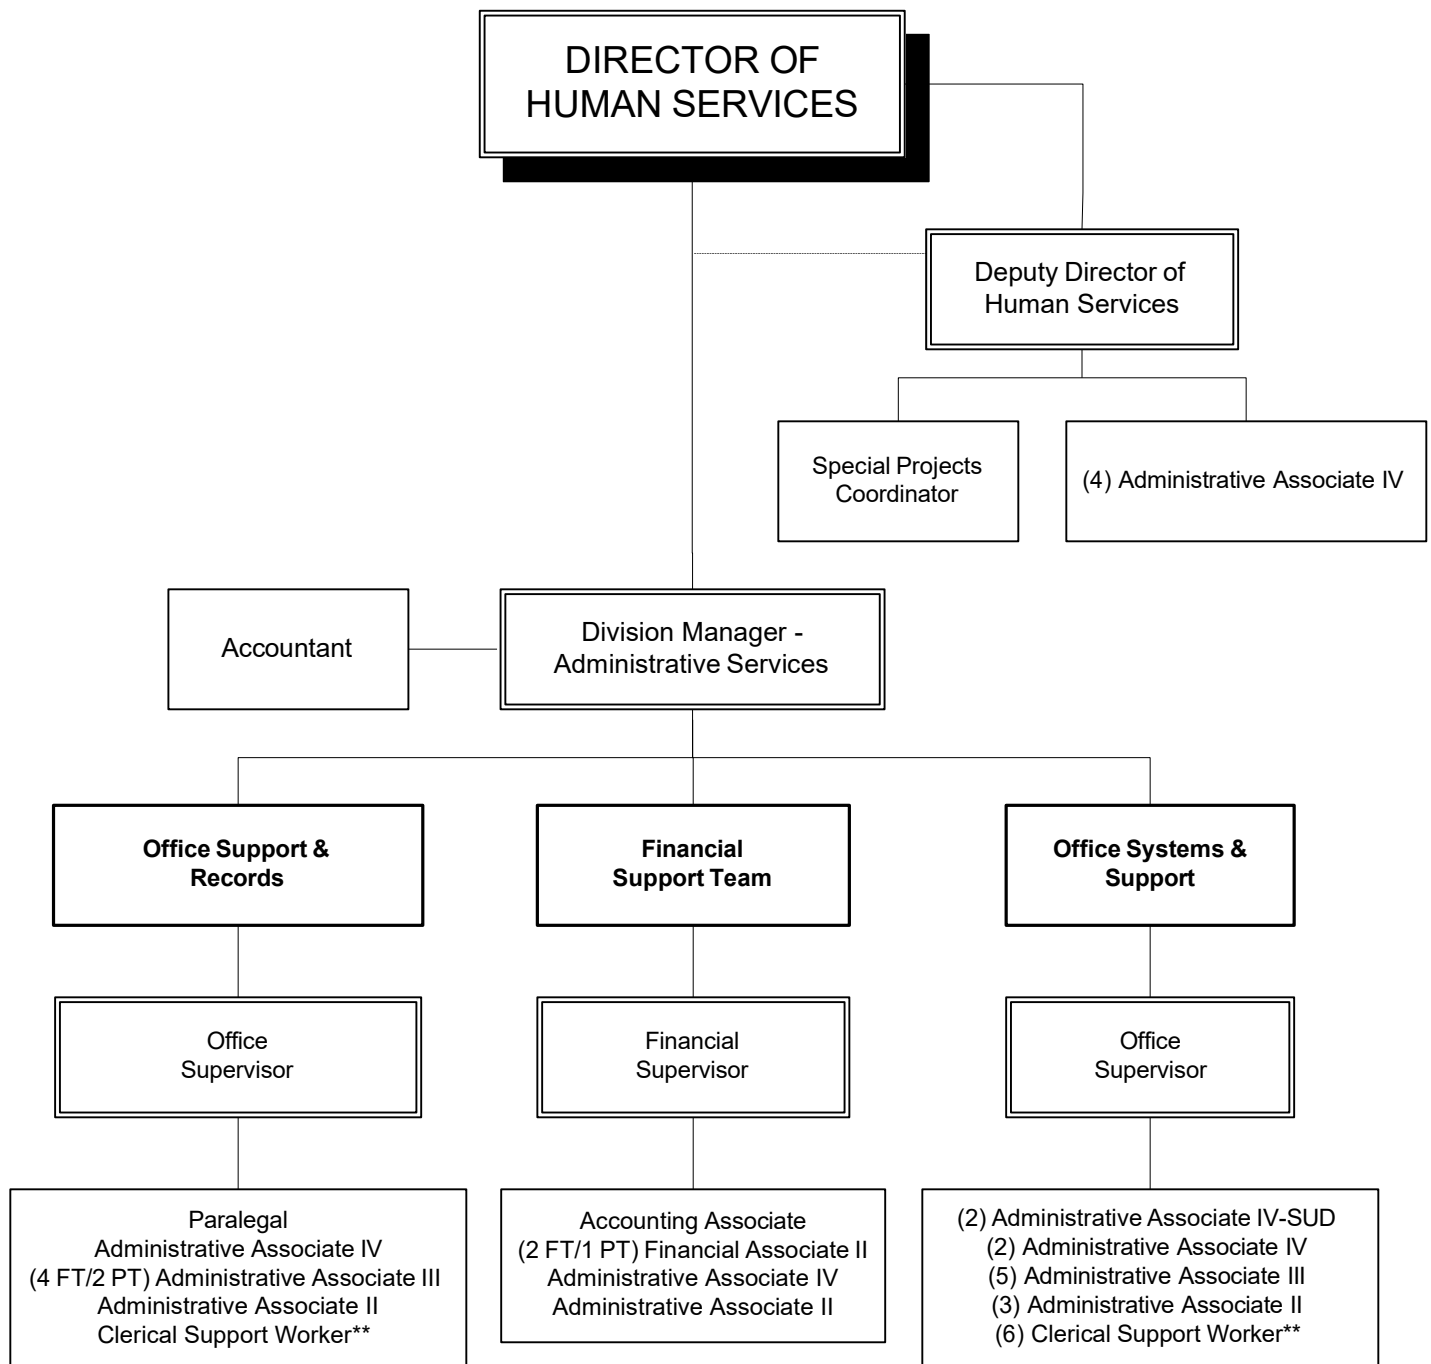 DIRECTOR OF
HUMAN SERVICES
Deputy Director of
Human Services
Special Projects
Coordinator
(4) Administrative Associate IV
Accountant
Division Manager -
Administrative Services
Office Support &
Records
Financial
Support Team
Office Systems &
Support
Office
Supervisor
Financial
Supervisor
Office
Supervisor
Paralegal
Administrative Associate IV
(4 FT/2 PT) Administrative Associate III
Administrative Associate II
Clerical Support Worker**
Accounting Associate
(2 FT/1 PT) Financial Associate II
Administrative Associate IV
Administrative Associate II
(2) Administrative Associate IV-SUD
(2) Administrative Associate IV
(5) Administrative Associate III
(3) Administrative Associate II
(6) Clerical Support Worker**